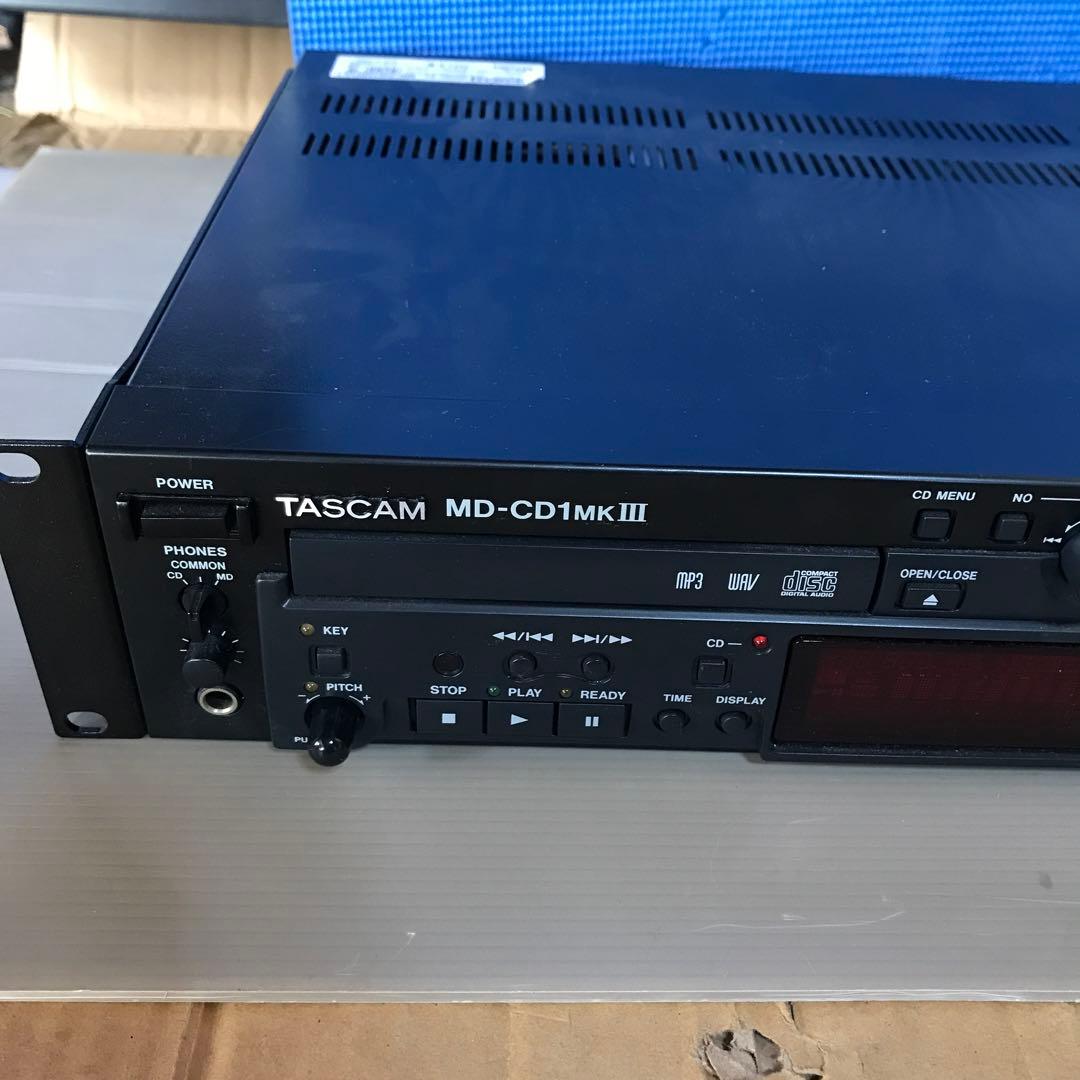 POWER
TASCAM MD-CD1MKIII
CD MENU
NO
PHONES
COMMON
CD
MD
MP3 WAV COMPACT
disc
DIGITAL AUDIO
OPEN/CLOSE
KEY
CD
PITCH
-
+
STOP
PLAY
READY
TIME
DISPLAY
PU